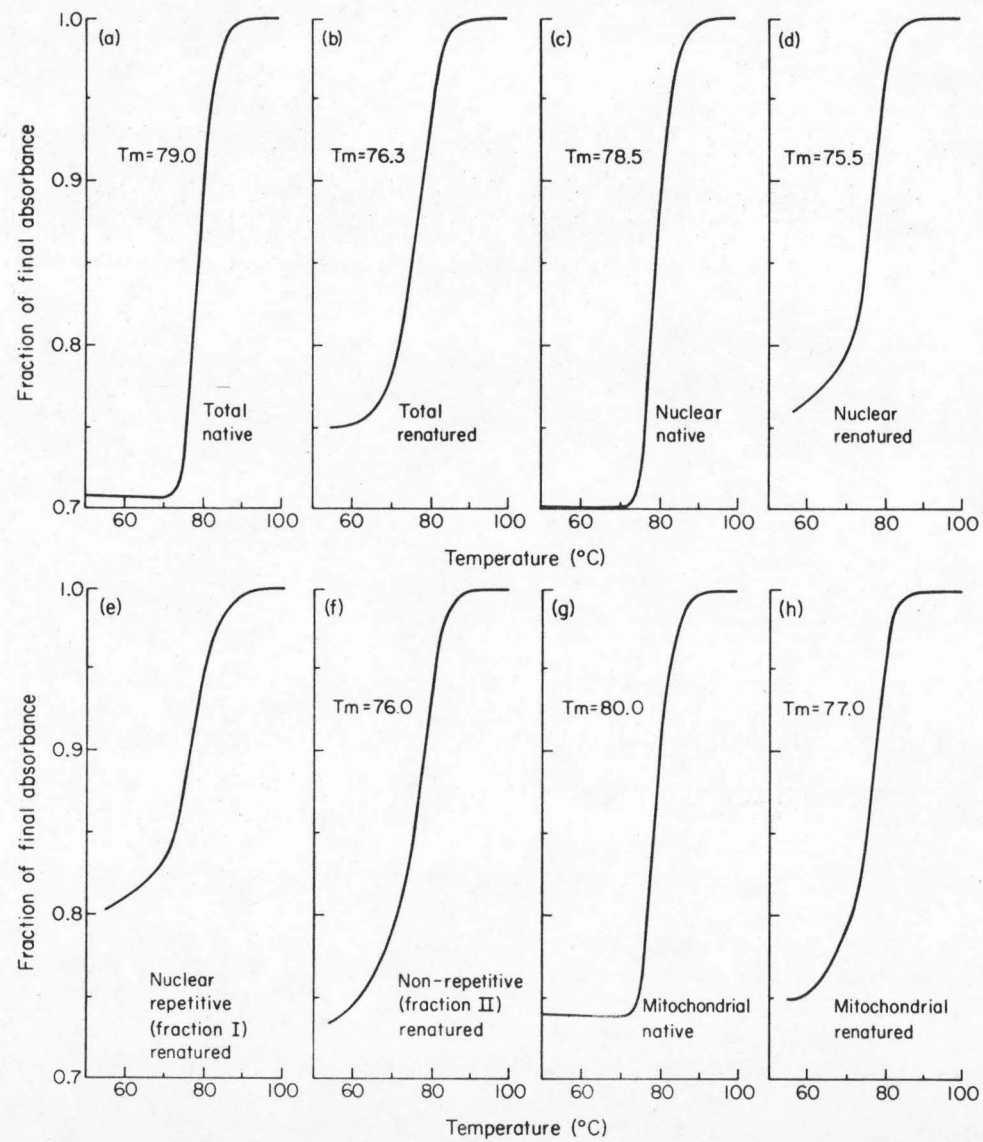 Fraction of final absorbance
1.0
0.9
0.8
0.7
(a)
Tm=79.0
Total
native
60 80 100
(b)
Tm=76.3
Total
renatured
60 80 100
(c)
Tm=78.5
Nuclear
native
60 80 100
(d)
Tm=75.5
Nuclear
renatured
60 80 100
Temperature (°C)
Fraction of final absorbance
1.0
0.9
0.8
0.7
(e)
Nuclear
repetitive
(fraction I)
renatured
60 80 100
(f)
Tm=76.0
Non-repetitive
(fraction II)
renatured
60 80 100
(g)
Tm=80.0
Mitochondrial
native
60 80 100
(h)
Tm=77.0
Mitochondrial
renatured
60 80 100
Temperature (°C)